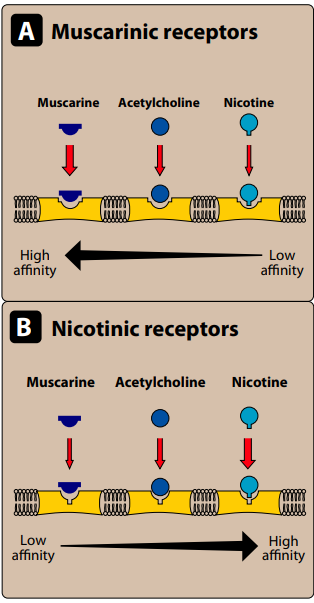 A Muscarinic receptors
Muscarine Acetylcholine Nicotine
High affinity
Low affinity
B Nicotinic receptors
Muscarine Acetylcholine Nicotine
Low affinity
High affinity